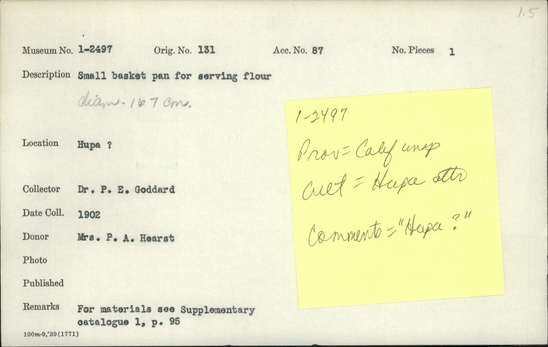 1.5
Museum No. 1-2497 Orig. No. 131 Acc. No. 87 No. Pieces 1
Description Small basket pan for serving flour
diam. 16 7 cms.
Location Hupa ?
Collector Dr. P. E. Goddard
Date Coll. 1902
Donor Mrs. P. A. Hearst
Photo
Published
Remarks For materials see Supplementary
catalogue 1, p. 95
100m-9,'39(1771)
1-2497
Prov = Calif unsp
Cult = Hupa attr
Comments = "Hupa ?"